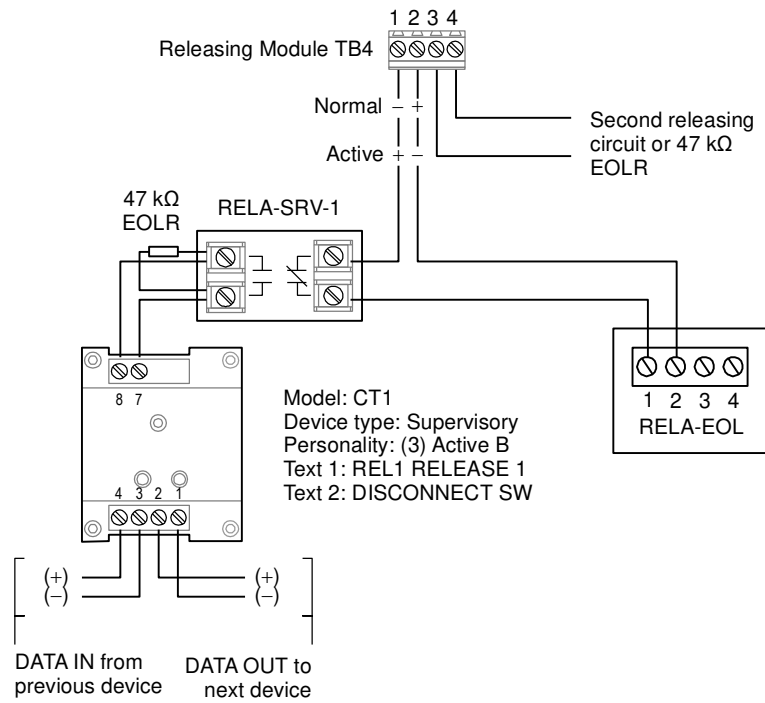 1 2 3 4
Releasing Module TB4
Normal − +
Active + −
Second releasing
circuit or 47 kΩ
EOLR
47 kΩ
EOLR
RELA-SRV-1
8 7
4 3 2 1
Model: CT1
Device type: Supervisory
Personality: (3) Active B
Text 1: REL1 RELEASE 1
Text 2: DISCONNECT SW
1 2 3 4
RELA-EOL
(+)
(−)
(+)
(−)
DATA IN from
previous device
DATA OUT to
next device